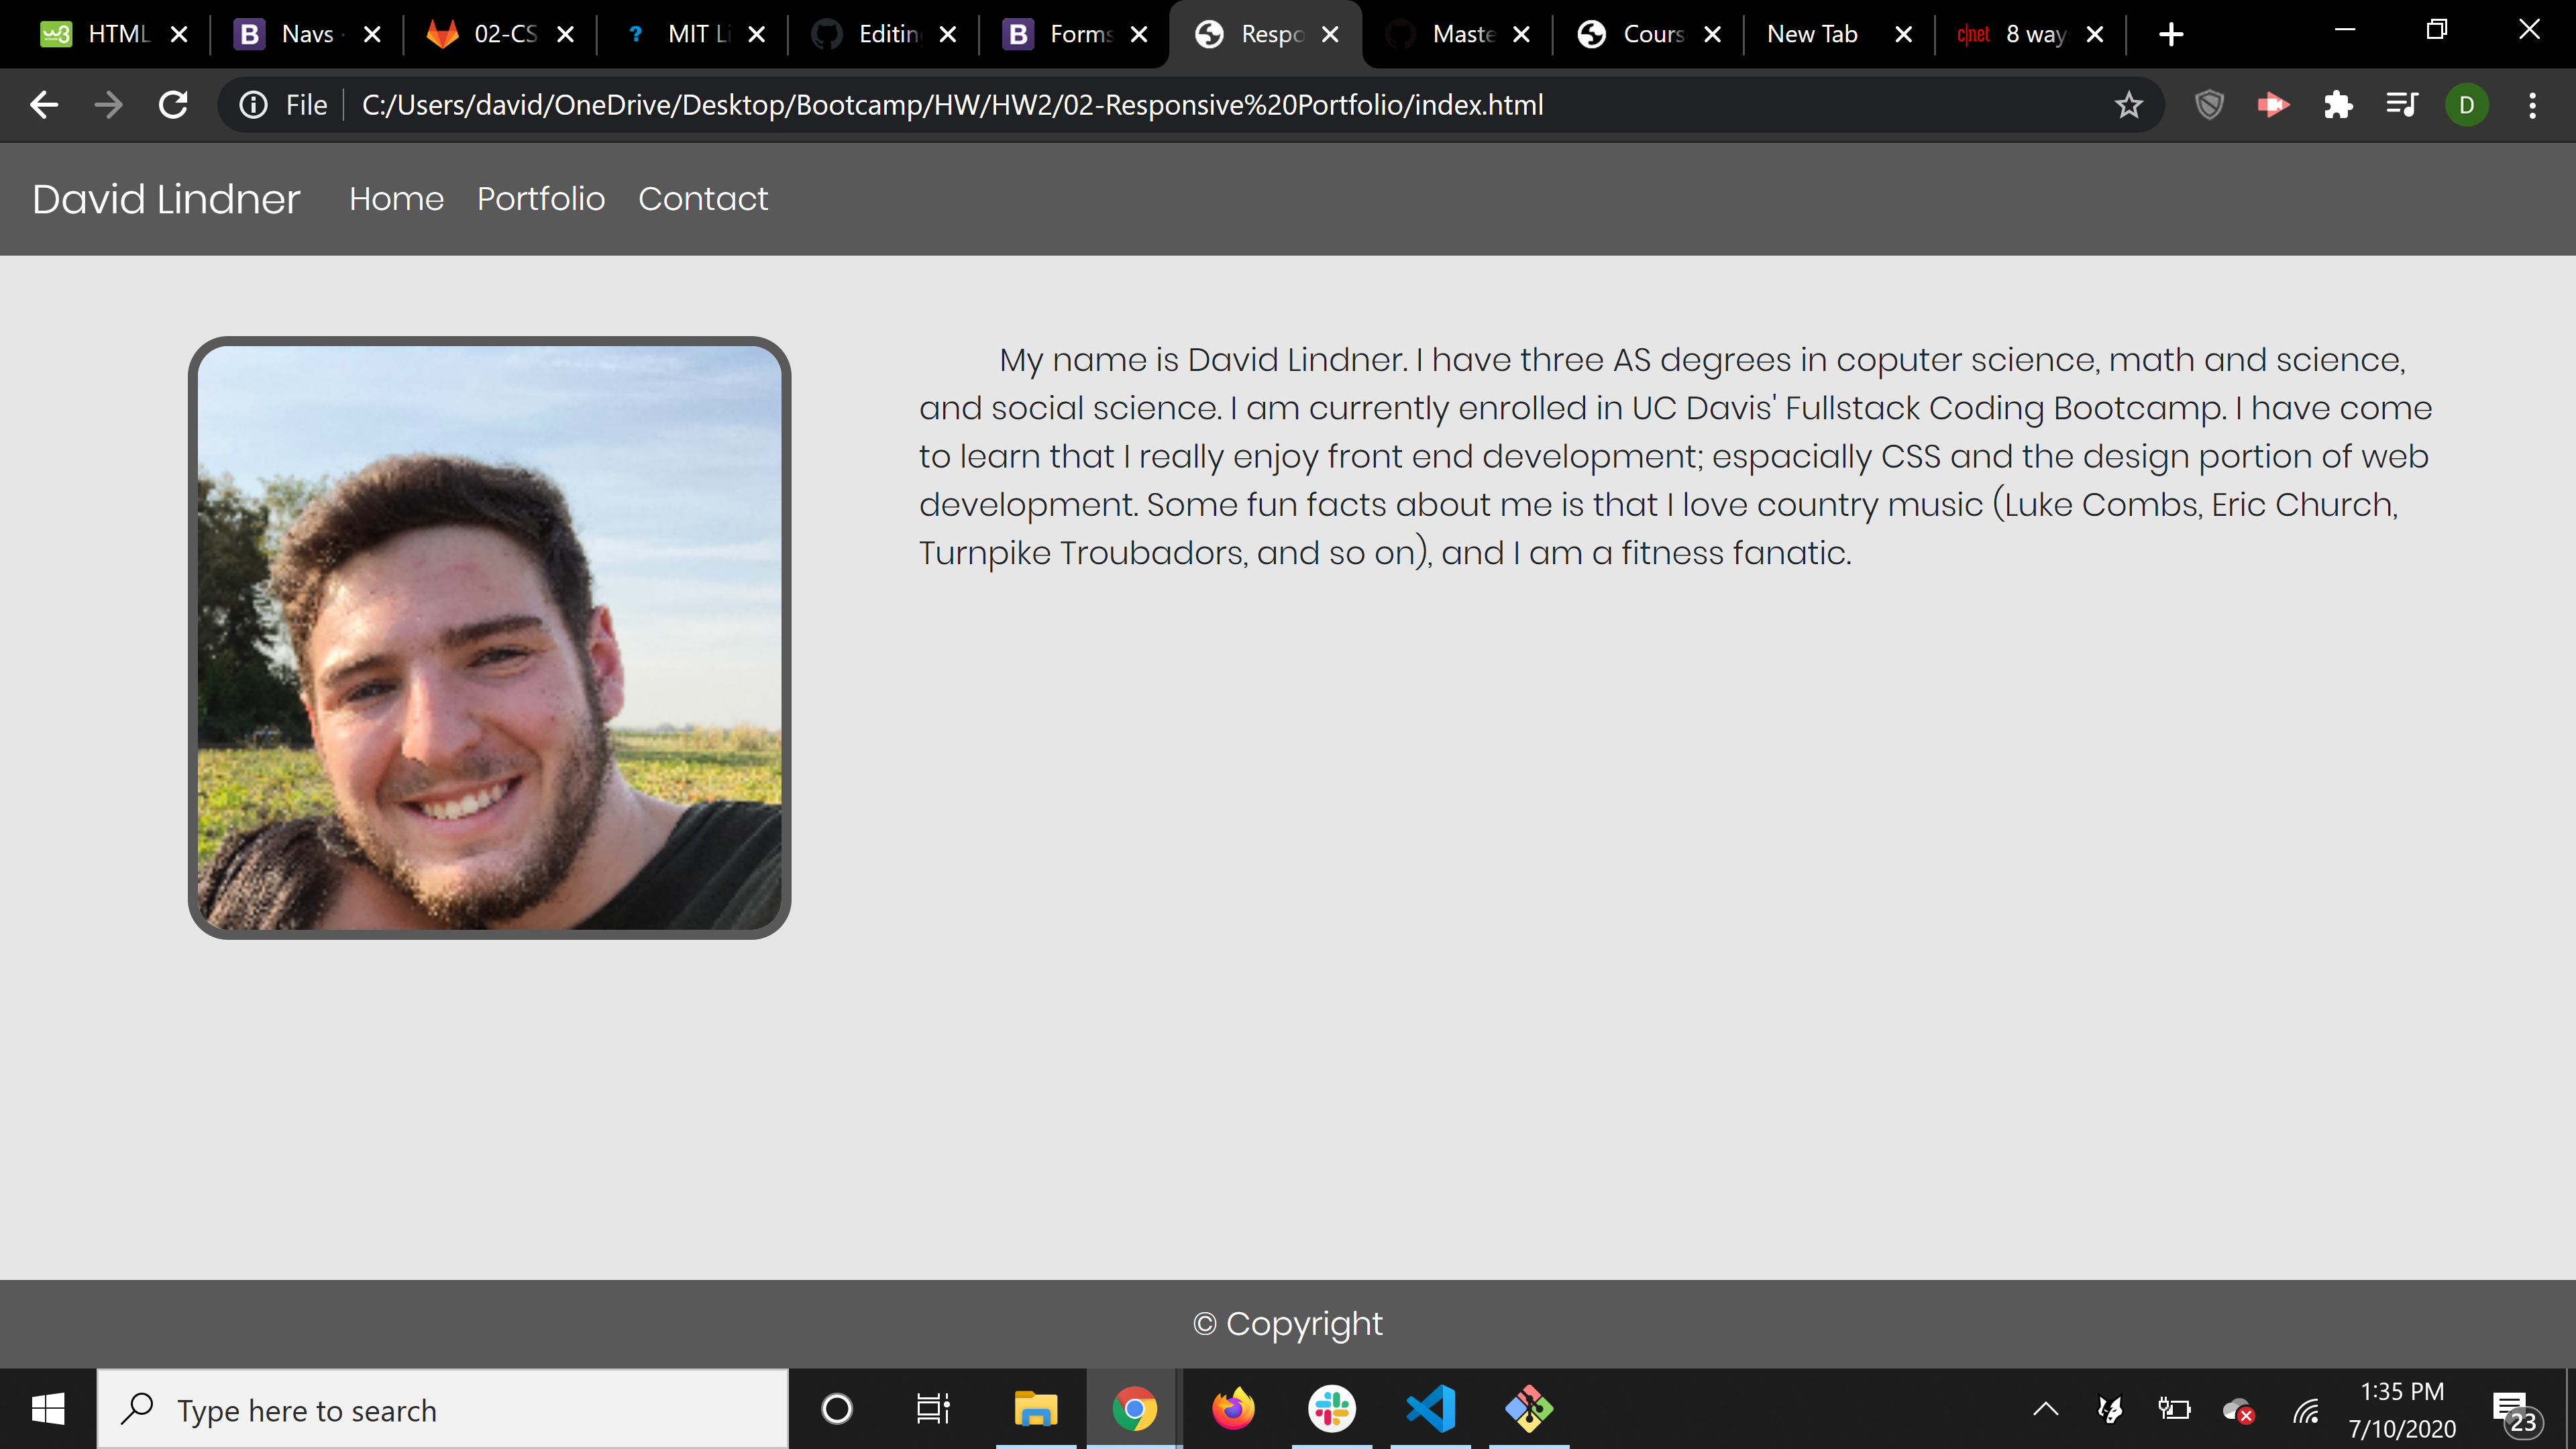 HTML
Navs
02-CS
MIT Li
Editin
Forms
Respo
Maste
Cours
New Tab
c|net 8 way
File
C:/Users/david/OneDrive/Desktop/Bootcamp/HW/HW2/02-Responsive%20Portfolio/index.html
D
David Lindner Home Portfolio Contact
My name is David Lindner. I have three AS degrees in coputer science, math and science,
and social science. I am currently enrolled in UC Davis' Fullstack Coding Bootcamp. I have come
to learn that I really enjoy front end development; espacially CSS and the design portion of web
development. Some fun facts about me is that I love country music (Luke Combs, Eric Church,
Turnpike Troubadors, and so on), and I am a fitness fanatic.
© Copyright
Type here to search
1:35 PM
7/10/2020
23